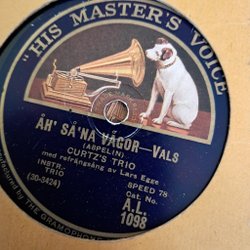 "HIS MASTER'S VOICE"
ÅH' SÅ'NA VÅGOR—VALS
(ASPELIN)
CURTZ'S TRIO
med refrängsång av Lars Egge
INSTR.-
TRIO
SPEED 78
(30-3424)
Cat. No.
A.L.
1098
THE GRAMOPHONE